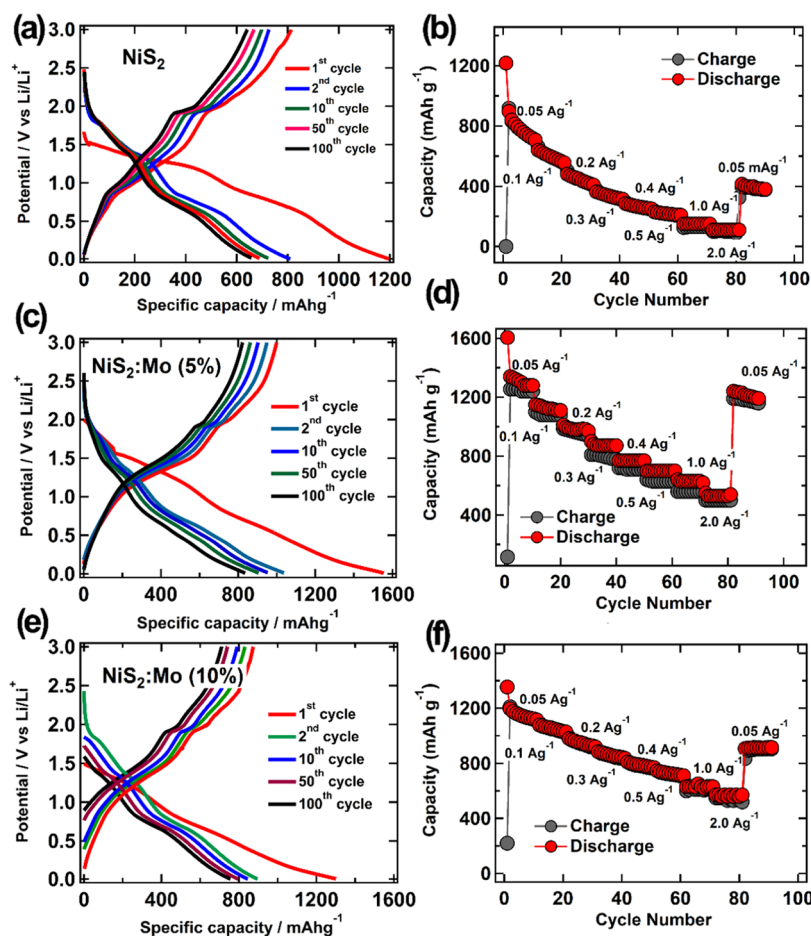 (a)
NiS₂
1ˢᵗ cycle
2ⁿᵈ cycle
10ᵗʰ cycle
50ᵗʰ cycle
100ᵗʰ cycle
3.0
2.5
2.0
1.5
1.0
0.5
0.0
Potential / V vs Li/Li⁺
0 200 400 600 800 1000 1200
Specific capacity / mAhg⁻¹
(b)
Charge
Discharge
1200
800
400
0
Capacity (mAh g⁻¹)
0.05 Ag⁻¹
0.1 Ag⁻¹
0.2 Ag⁻¹
0.3 Ag⁻¹
0.4 Ag⁻¹
0.5 Ag⁻¹
1.0 Ag⁻¹
2.0 Ag⁻¹
0.05 mAg⁻¹
0 20 40 60 80 100
Cycle Number
(c)
NiS₂:Mo (5%)
1ˢᵗ cycle
2ⁿᵈ cycle
10ᵗʰ cycle
50ᵗʰ cycle
100ᵗʰ cycle
3.0
2.5
2.0
1.5
1.0
0.5
0.0
Potential / V vs Li/Li⁺
0 400 800 1200 1600
Specific capacity / mAhg⁻¹
(d)
1600
1200
800
400
0
Capacity (mAh g⁻¹)
0.05 Ag⁻¹
0.1 Ag⁻¹
0.2 Ag⁻¹
0.3 Ag⁻¹
0.4 Ag⁻¹
0.5 Ag⁻¹
1.0 Ag⁻¹
2.0 Ag⁻¹
0.05 Ag⁻¹
Charge
Discharge
0 20 40 60 80 100
Cycle Number
(e)
NiS₂:Mo (10%)
1ˢᵗ cycle
2ⁿᵈ cycle
10ᵗʰ cycle
50ᵗʰ cycle
100ᵗʰ cycle
3.0
2.5
2.0
1.5
1.0
0.5
0.0
Potential / V vs Li/Li⁺
0 400 800 1200 1600
Specific capacity / mAhg⁻¹
(f)
1600
1200
800
400
0
Capacity (mAh g⁻¹)
0.05 Ag⁻¹
0.1 Ag⁻¹
0.2 Ag⁻¹
0.3 Ag⁻¹
0.4 Ag⁻¹
0.5 Ag⁻¹
1.0 Ag⁻¹
2.0 Ag⁻¹
0.05 Ag⁻¹
Charge
Discharge
0 20 40 60 80 100
Cycle Number